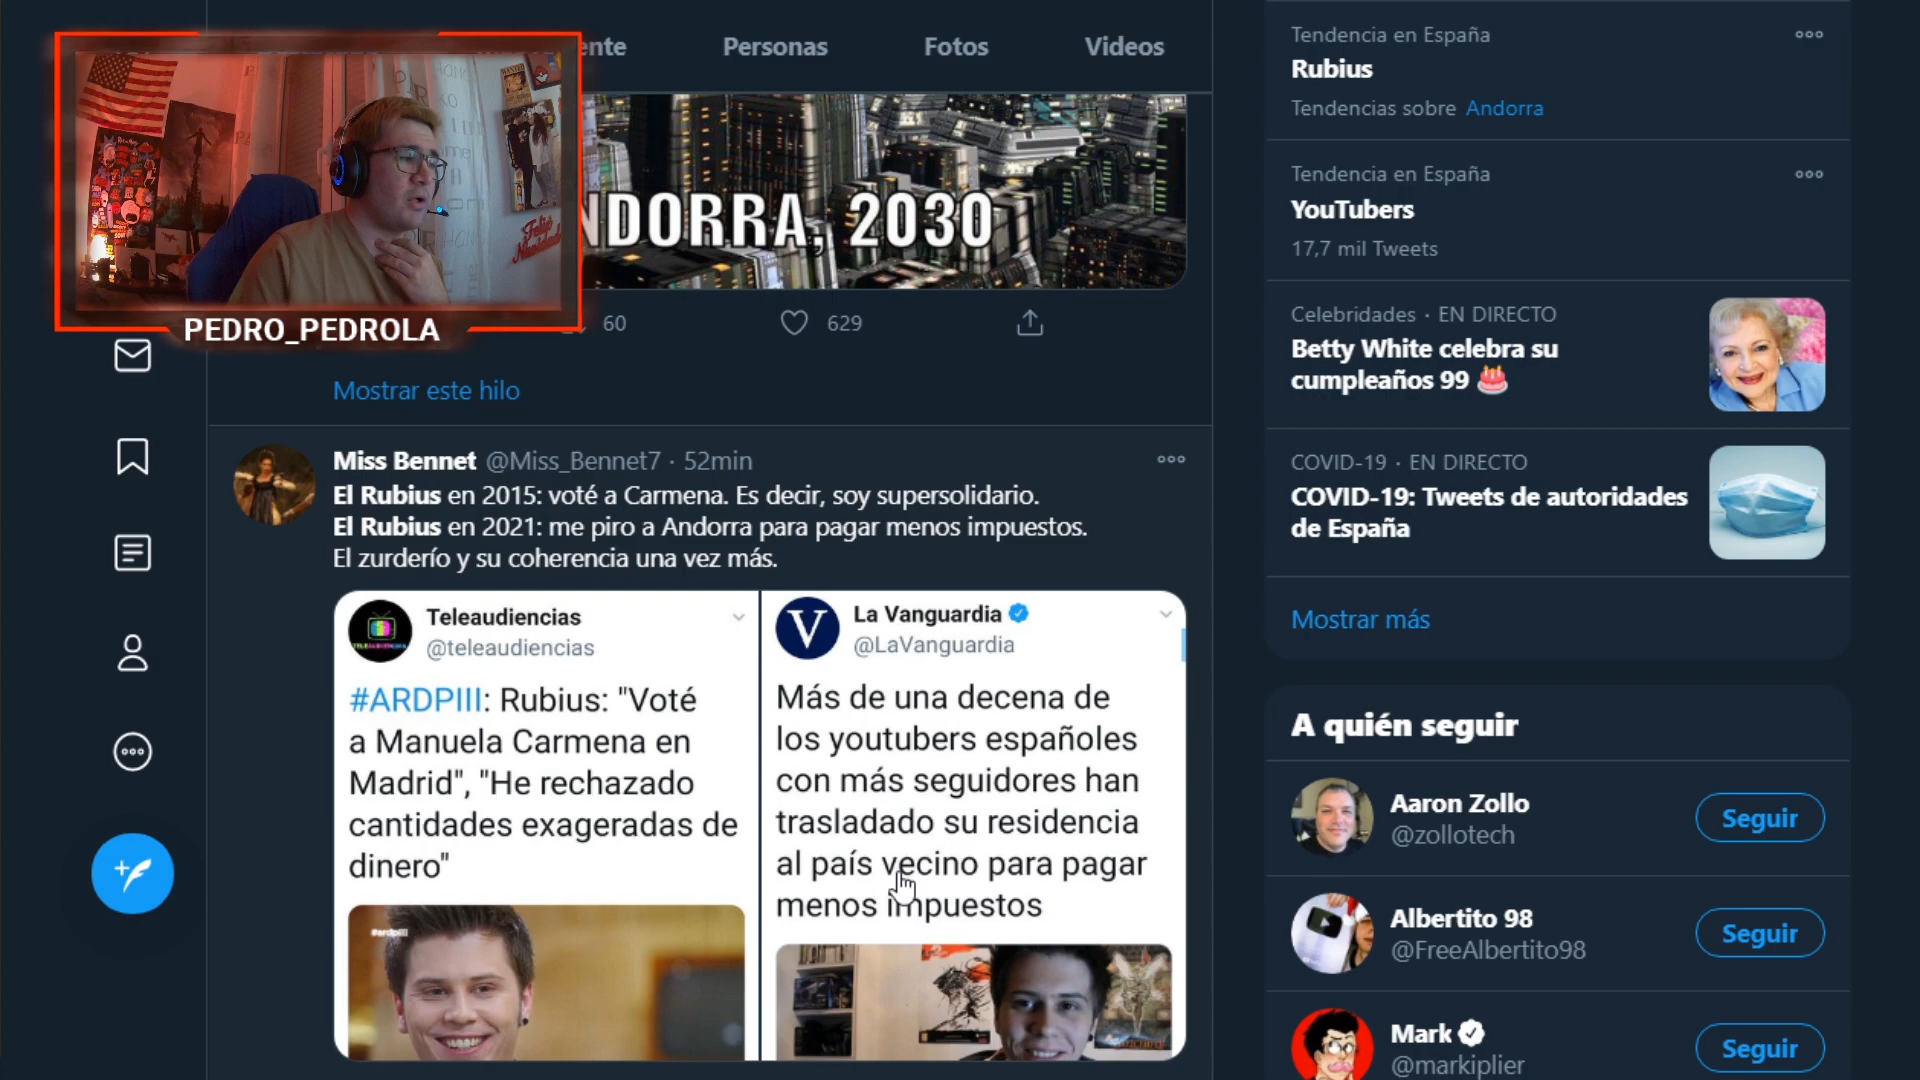 ente
Personas
Fotos
Videos
NDORRA, 2030
PEDRO_PEDROLA
60
629
Mostrar este hilo
Miss Bennet @Miss_Bennet7 · 52min
El Rubius en 2015: voté a Carmena. Es decir, soy supersolidario.
El Rubius en 2021: me piro a Andorra para pagar menos impuestos.
El zurderío y su coherencia una vez más.
Teleaudiencias
@teleaudiencias
#ARDPIII: Rubius: "Voté
a Manuela Carmena en
Madrid", "He rechazado
cantidades exageradas de
dinero"
#ardpiii
La Vanguardia
@LaVanguardia
Más de una decena de
los youtubers españoles
con más seguidores han
trasladado su residencia
al país vecino para pagar
menos impuestos
Tendencia en España
Rubius
Tendencias sobre Andorra
Tendencia en España
YouTubers
17,7 mil Tweets
Celebridades · EN DIRECTO
Betty White celebra su
cumpleaños 99
COVID-19 · EN DIRECTO
COVID-19: Tweets de autoridades
de España
Mostrar más
A quién seguir
Aaron Zollo
@zollotech
Seguir
Albertito 98
@FreeAlbertito98
Seguir
Mark
@markiplier
Seguir